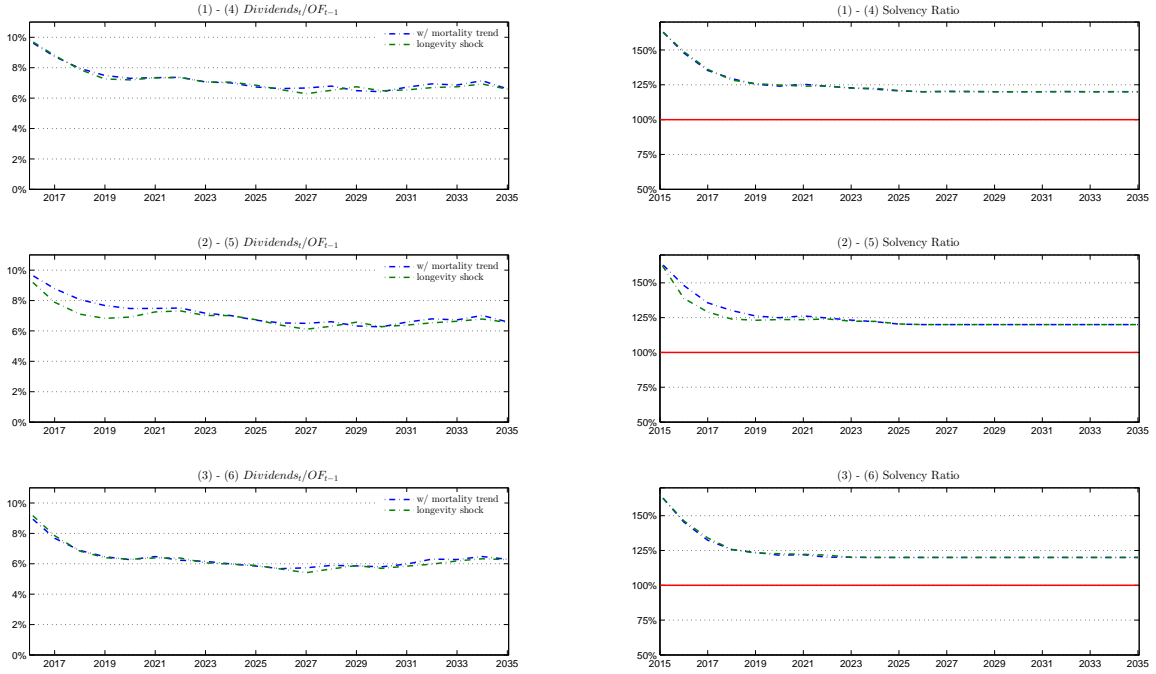 (1) - (4) Dividends_t/OF_{t-1}
10%
8%
6%
4%
2%
0%
w/ mortality trend
longevity shock
2017 2019 2021 2023 2025 2027 2029 2031 2033 2035
(1) - (4) Solvency Ratio
150%
125%
100%
75%
50%
2015 2017 2019 2021 2023 2025 2027 2029 2031 2033 2035
(2) - (5) Dividends_t/OF_{t-1}
10%
8%
6%
4%
2%
0%
w/ mortality trend
longevity shock
2017 2019 2021 2023 2025 2027 2029 2031 2033 2035
(2) - (5) Solvency Ratio
150%
125%
100%
75%
50%
2015 2017 2019 2021 2023 2025 2027 2029 2031 2033 2035
(3) - (6) Dividends_t/OF_{t-1}
10%
8%
6%
4%
2%
0%
w/ mortality trend
longevity shock
2017 2019 2021 2023 2025 2027 2029 2031 2033 2035
(3) - (6) Solvency Ratio
150%
125%
100%
75%
50%
2015 2017 2019 2021 2023 2025 2027 2029 2031 2033 2035